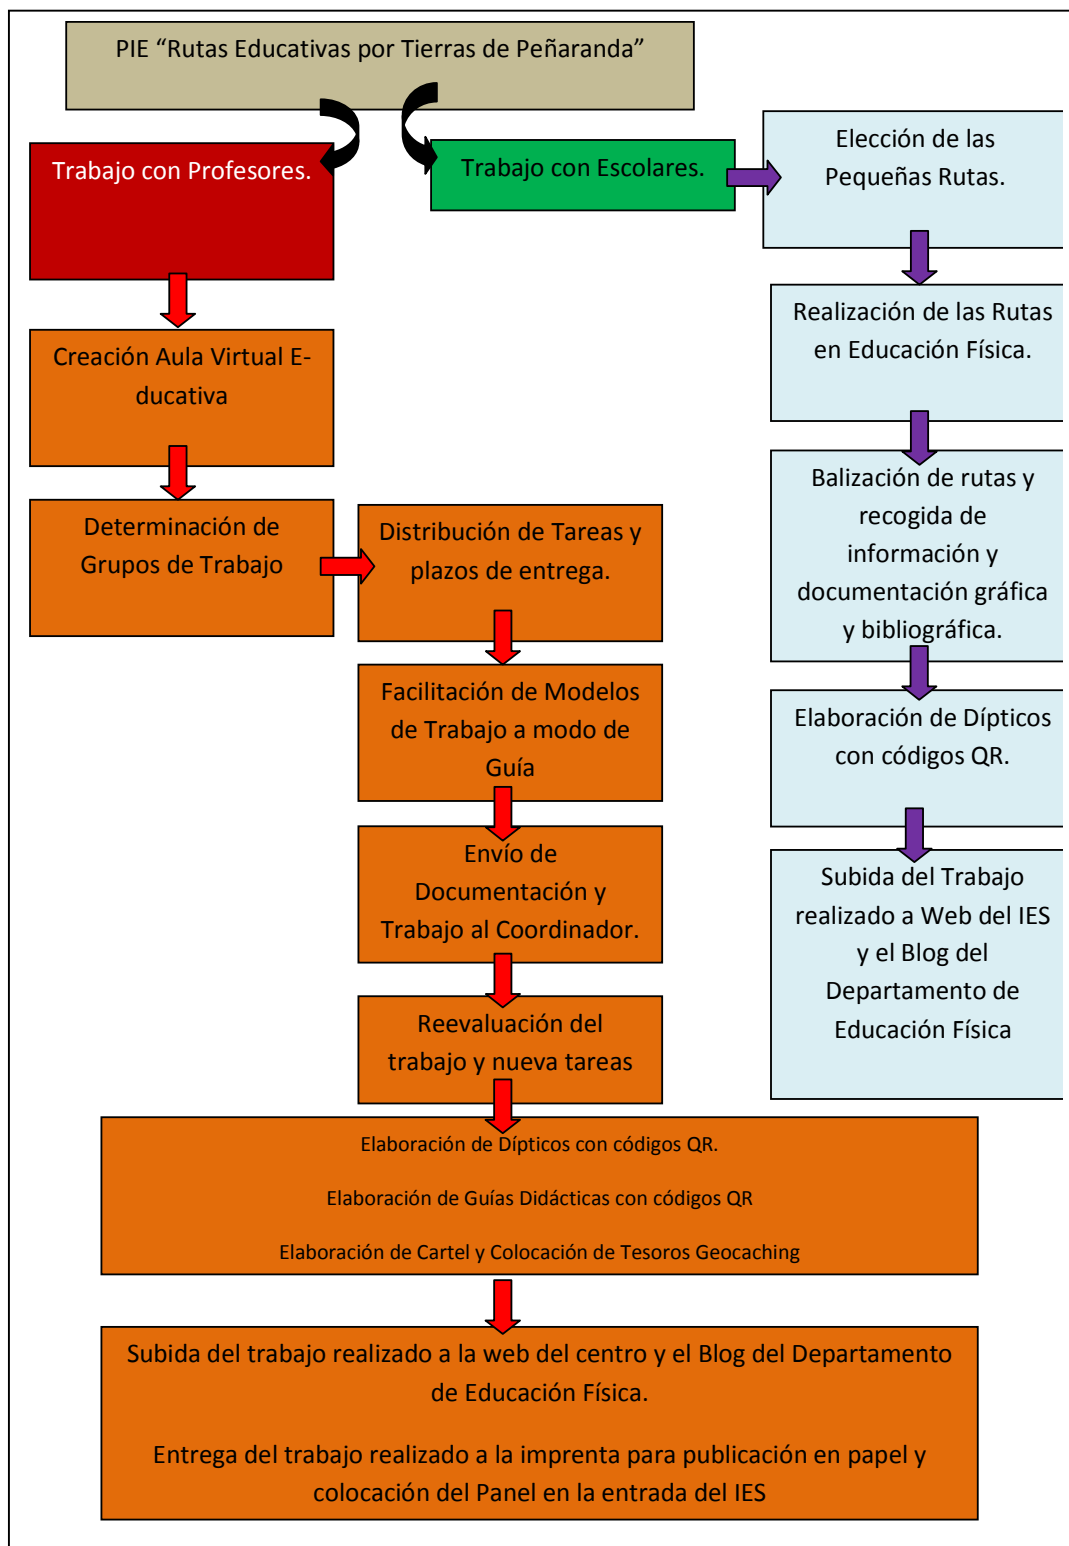 PIE “Rutas Educativas por Tierras de Peñaranda”
Trabajo con Profesores.
Trabajo con Escolares.
Elección de las
Pequeñas Rutas.
Realización de las Rutas
en Educación Física.
Balización de rutas y
recogida de
información y
documentación gráfica
y bibliográfica.
Elaboración de Dípticos
con códigos QR.
Subida del Trabajo
realizado a Web del IES
y el Blog del
Departamento de
Educación Física
Creación Aula Virtual E-
ducativa
Determinación de
Grupos de Trabajo
Distribución de Tareas y
plazos de entrega.
Facilitación de Modelos
de Trabajo a modo de
Guía
Envío de
Documentación y
Trabajo al Coordinador.
Reevaluación del
trabajo y nueva tareas
Elaboración de Dípticos con códigos QR.
Elaboración de Guías Didácticas con códigos QR
Elaboración de Cartel y Colocación de Tesoros Geocaching
Subida del trabajo realizado a la web del centro y el Blog del Departamento
de Educación Física.
Entrega del trabajo realizado a la imprenta para publicación en papel y
colocación del Panel en la entrada del IES